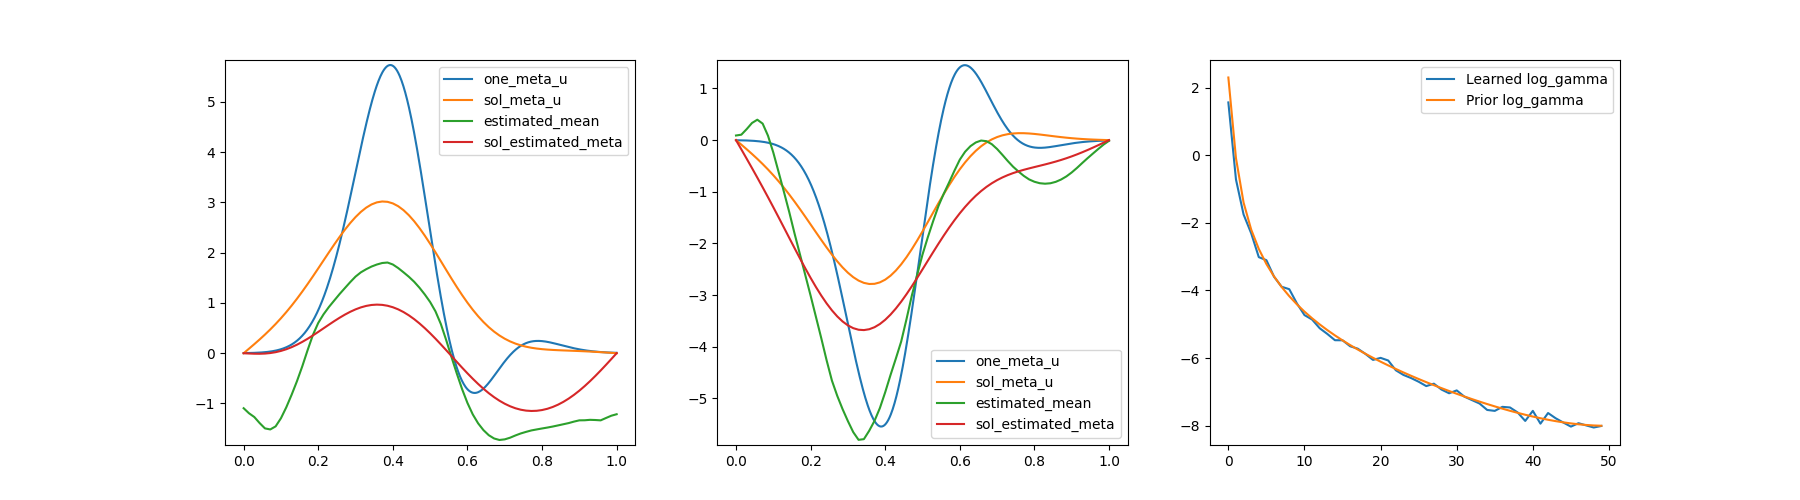 one_meta_u
sol_meta_u
estimated_mean
sol_estimated_meta
5
4
3
2
1
0
−1
0.0 0.2 0.4 0.6 0.8 1.0
one_meta_u
sol_meta_u
estimated_mean
sol_estimated_meta
1
0
−1
−2
−3
−4
−5
0.0 0.2 0.4 0.6 0.8 1.0
Learned log_gamma
Prior log_gamma
2
0
−2
−4
−6
−8
0 10 20 30 40 50